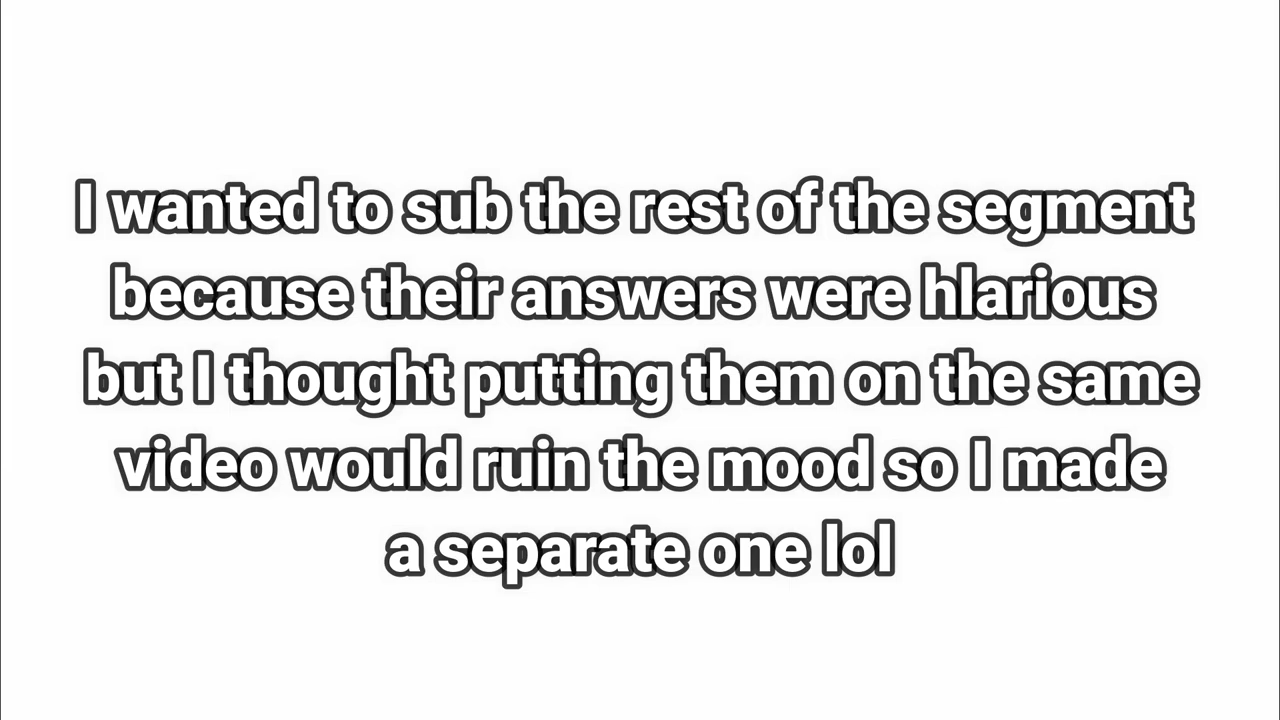 I wanted to sub the rest of the segment
because their answers were hlarious
but I thought putting them on the same
video would ruin the mood so I made
a separate one lol